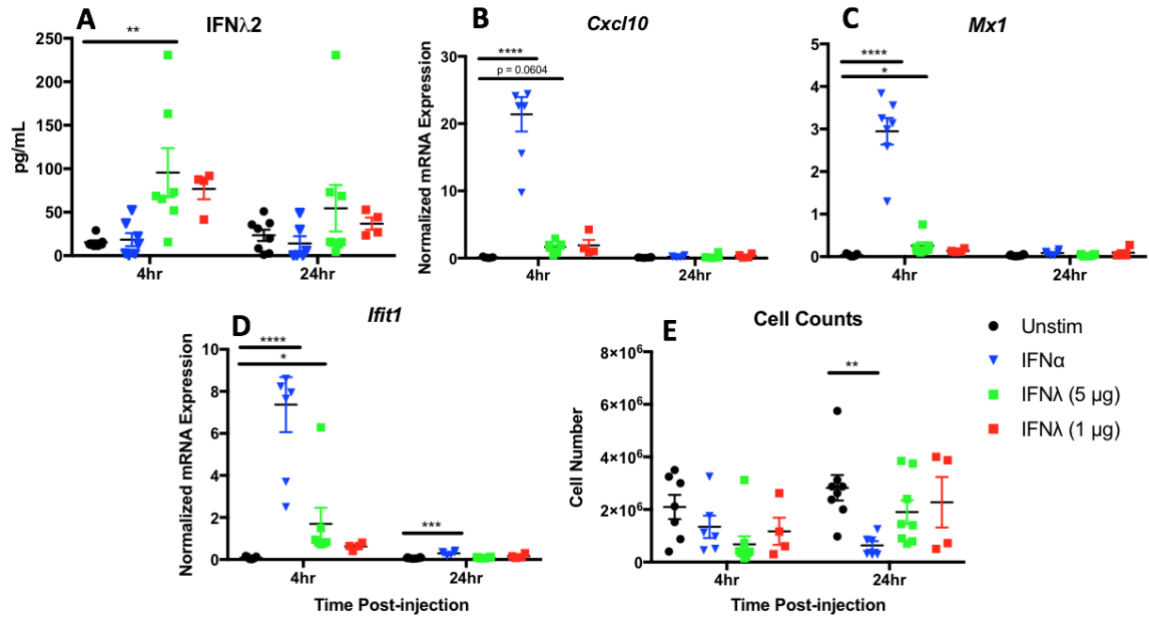 A
IFNλ2
**
250
200
150
100
50
0
pg/mL
4hr
24hr
B
Cxcl10
****
p = 0.0604
30
20
10
0
Normalized mRNA Expression
4hr
24hr
C
Mx1
****
*
5
4
3
2
1
0
4hr
24hr
D
Ifit1
****
*
***
10
8
6
4
2
0
Normalized mRNA Expression
4hr
24hr
Time Post-injection
E
Cell Counts
**
8×10⁶
6×10⁶
4×10⁶
2×10⁶
0
Cell Number
4hr
24hr
Time Post-injection
Unstim
IFNα
IFNλ (5 µg)
IFNλ (1 µg)